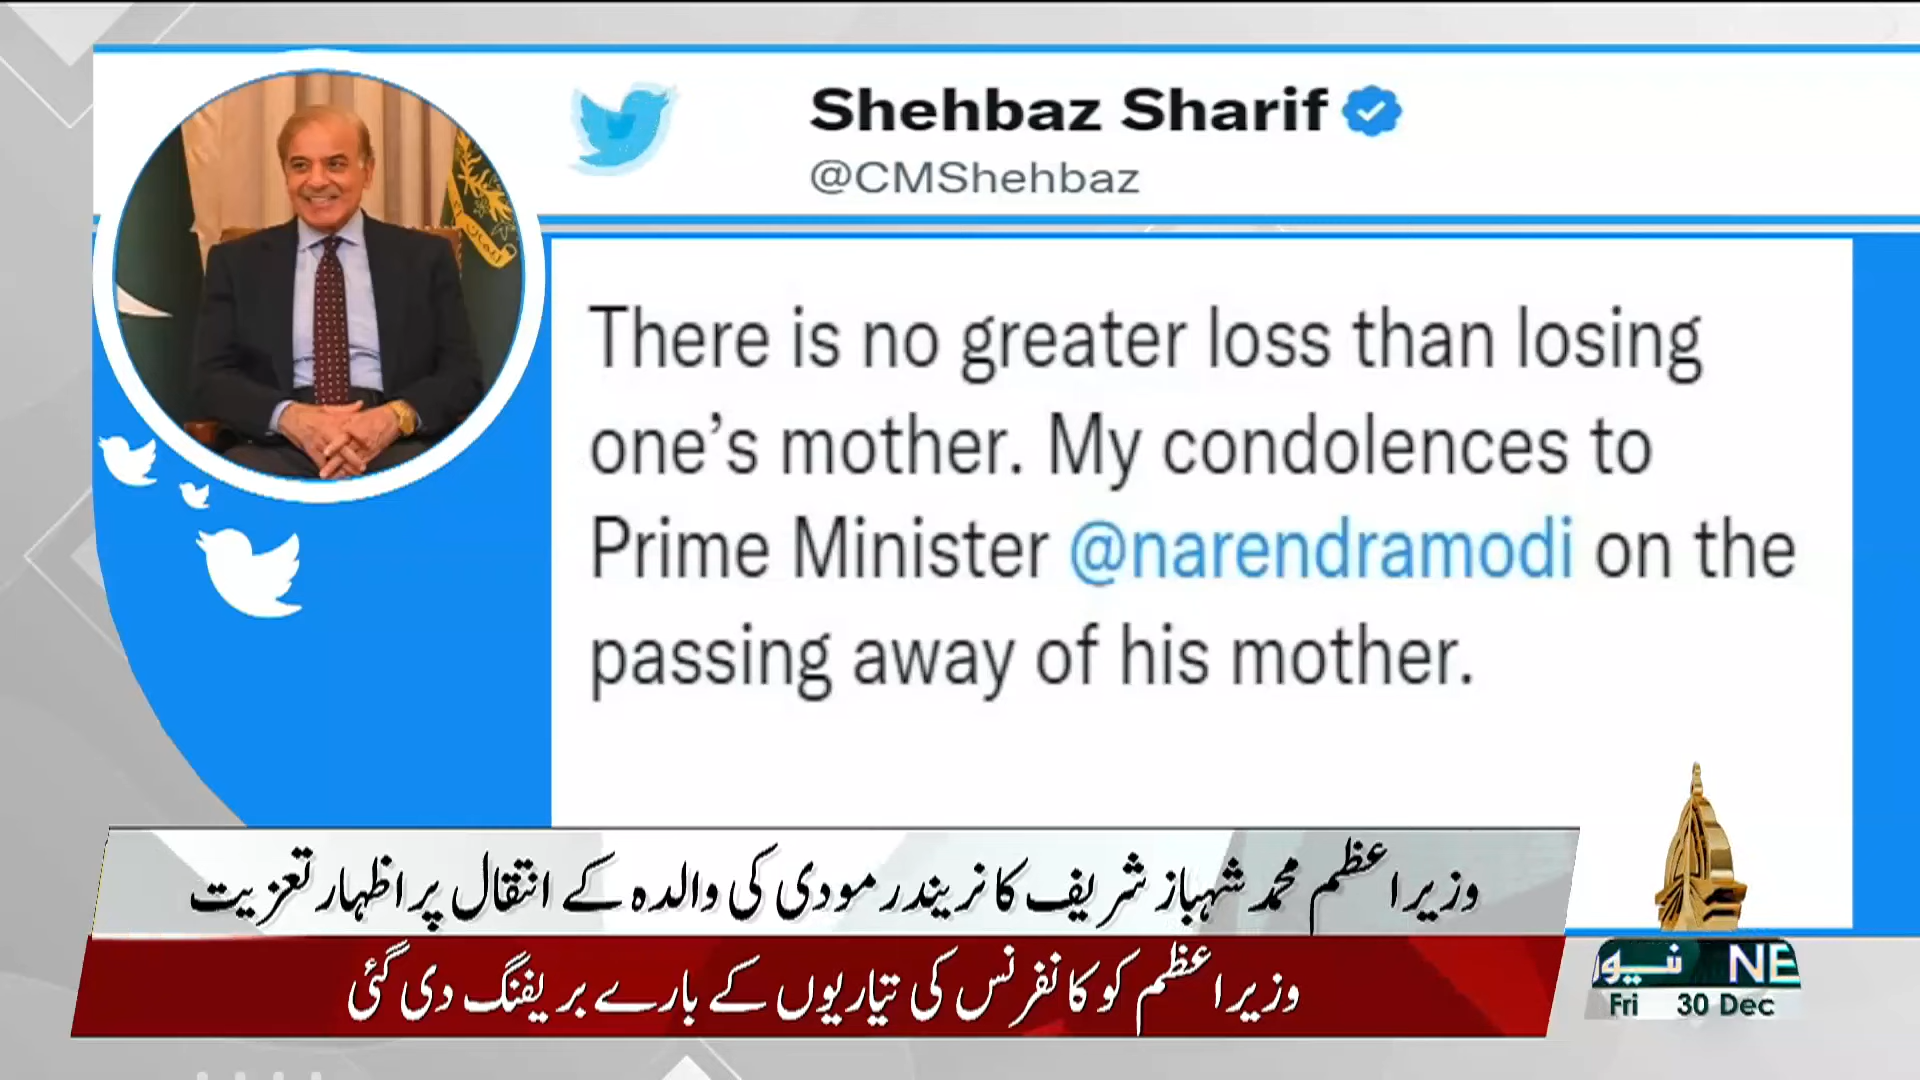 Shehbaz Sharif
@CMShehbaz
There is no greater loss than losing
one’s mother. My condolences to
Prime Minister @narendramodi on the
passing away of his mother.
وزیراعظم محمد شہباز شریف کا نریندر مودی کی والدہ کے انتقال پر اظہار تعزیت
وزیراعظم کو کانفرنس کی تیاریوں کے بارے بریفنگ دی گئی
نیوز NE
Fri 30 Dec